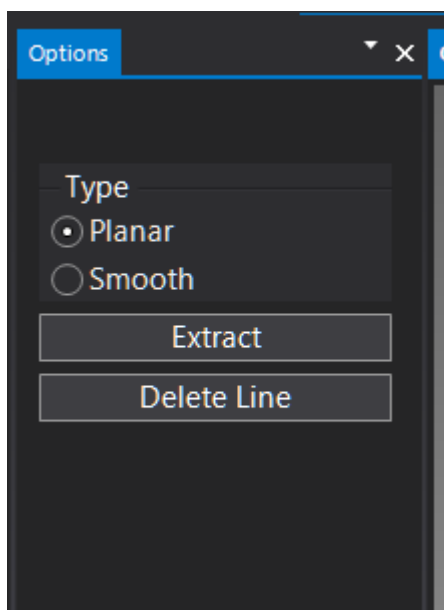 Options
Type
Planar
Smooth
Extract
Delete Line